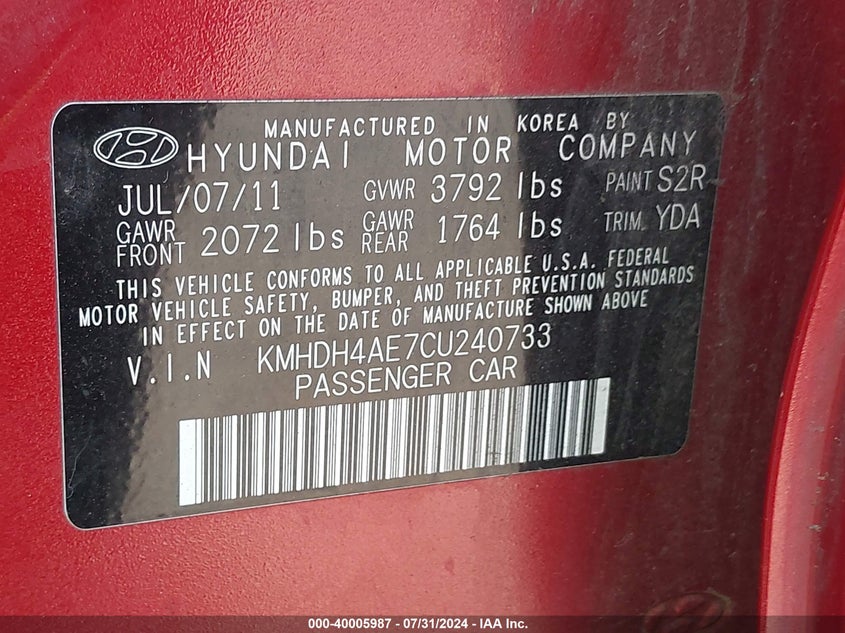 MANUFACTURED IN KOREA BY
HYUNDAI MOTOR COMPANY
JUL/07/11 GVWR 3792 lbs PAINT S2R
GAWR FRONT 2072 lbs GAWR REAR 1764 lbs TRIM YDA
THIS VEHICLE CONFORMS TO ALL APPLICABLE U.S.A. FEDERAL
MOTOR VEHICLE SAFETY, BUMPER, AND THEFT PREVENTION STANDARDS
IN EFFECT ON THE DATE OF MANUFACTURE SHOWN ABOVE
V.I.N KMHDH4AE7CU240733
PASSENGER CAR
000-40005987 - 07/31/2024 - IAA Inc.